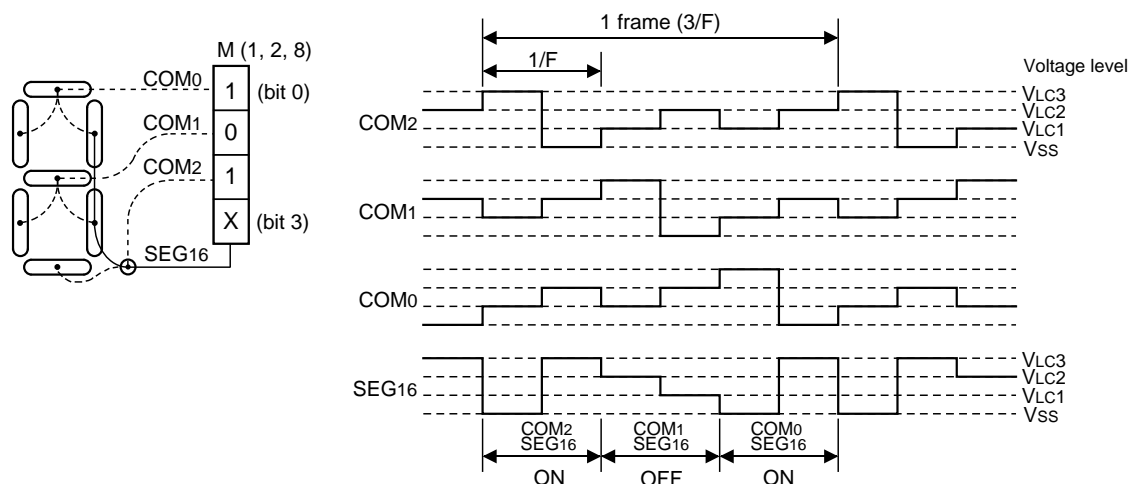 M (1, 2, 8)
COM0
1
(bit 0)
COM1
0
COM2
1
X
(bit 3)
SEG16
1 frame (3/F)
1/F
Voltage level
COM2
VLC3
VLC2
VLC1
VSS
COM1
COM0
SEG16
VLC3
VLC2
VLC1
VSS
COM2 COM1 COM0
SEG16 SEG16 SEG16
ON OFF ON